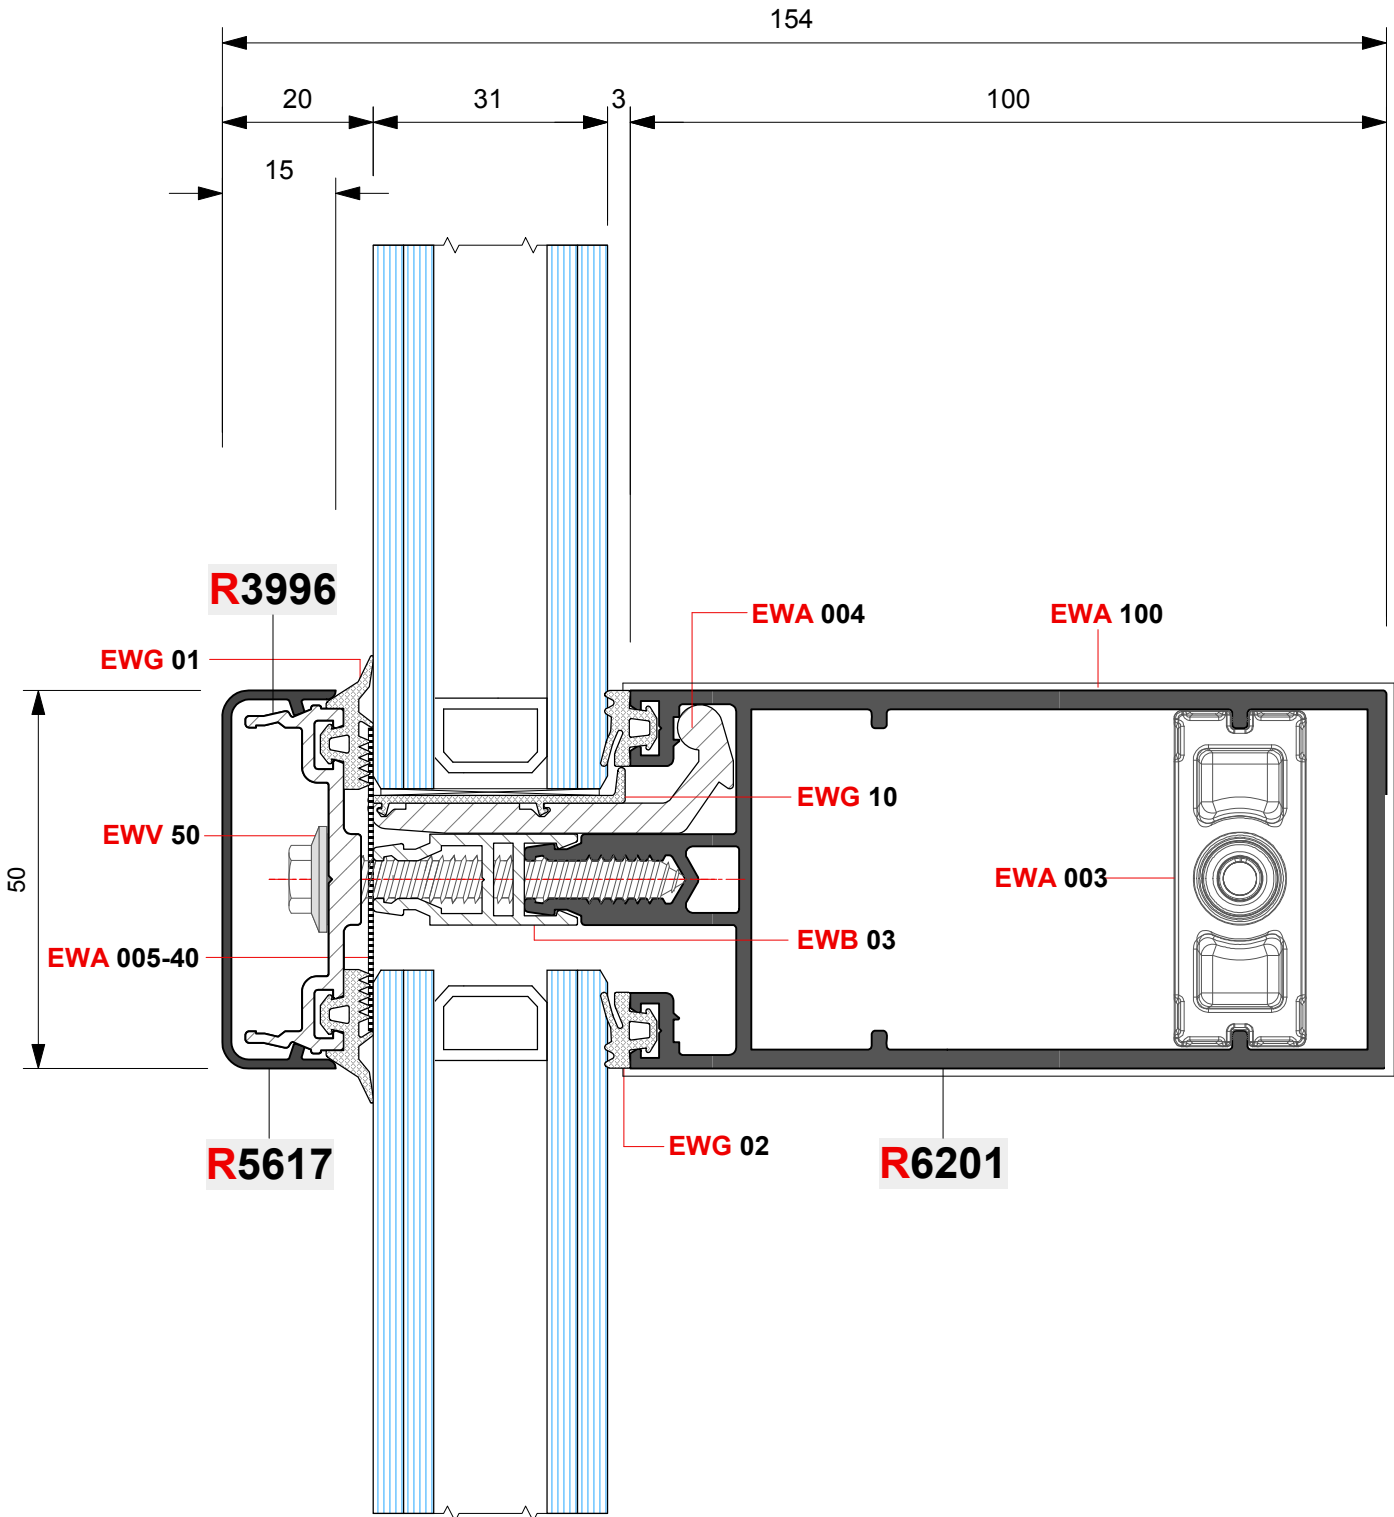 154
20
31
3
100
15
R3996
EWA 004
EWA 100
EWG 01
EWG 10
EWV 50
50
EWA 003
EWB 03
EWA 005-40
EWG 02
R5617
R6201